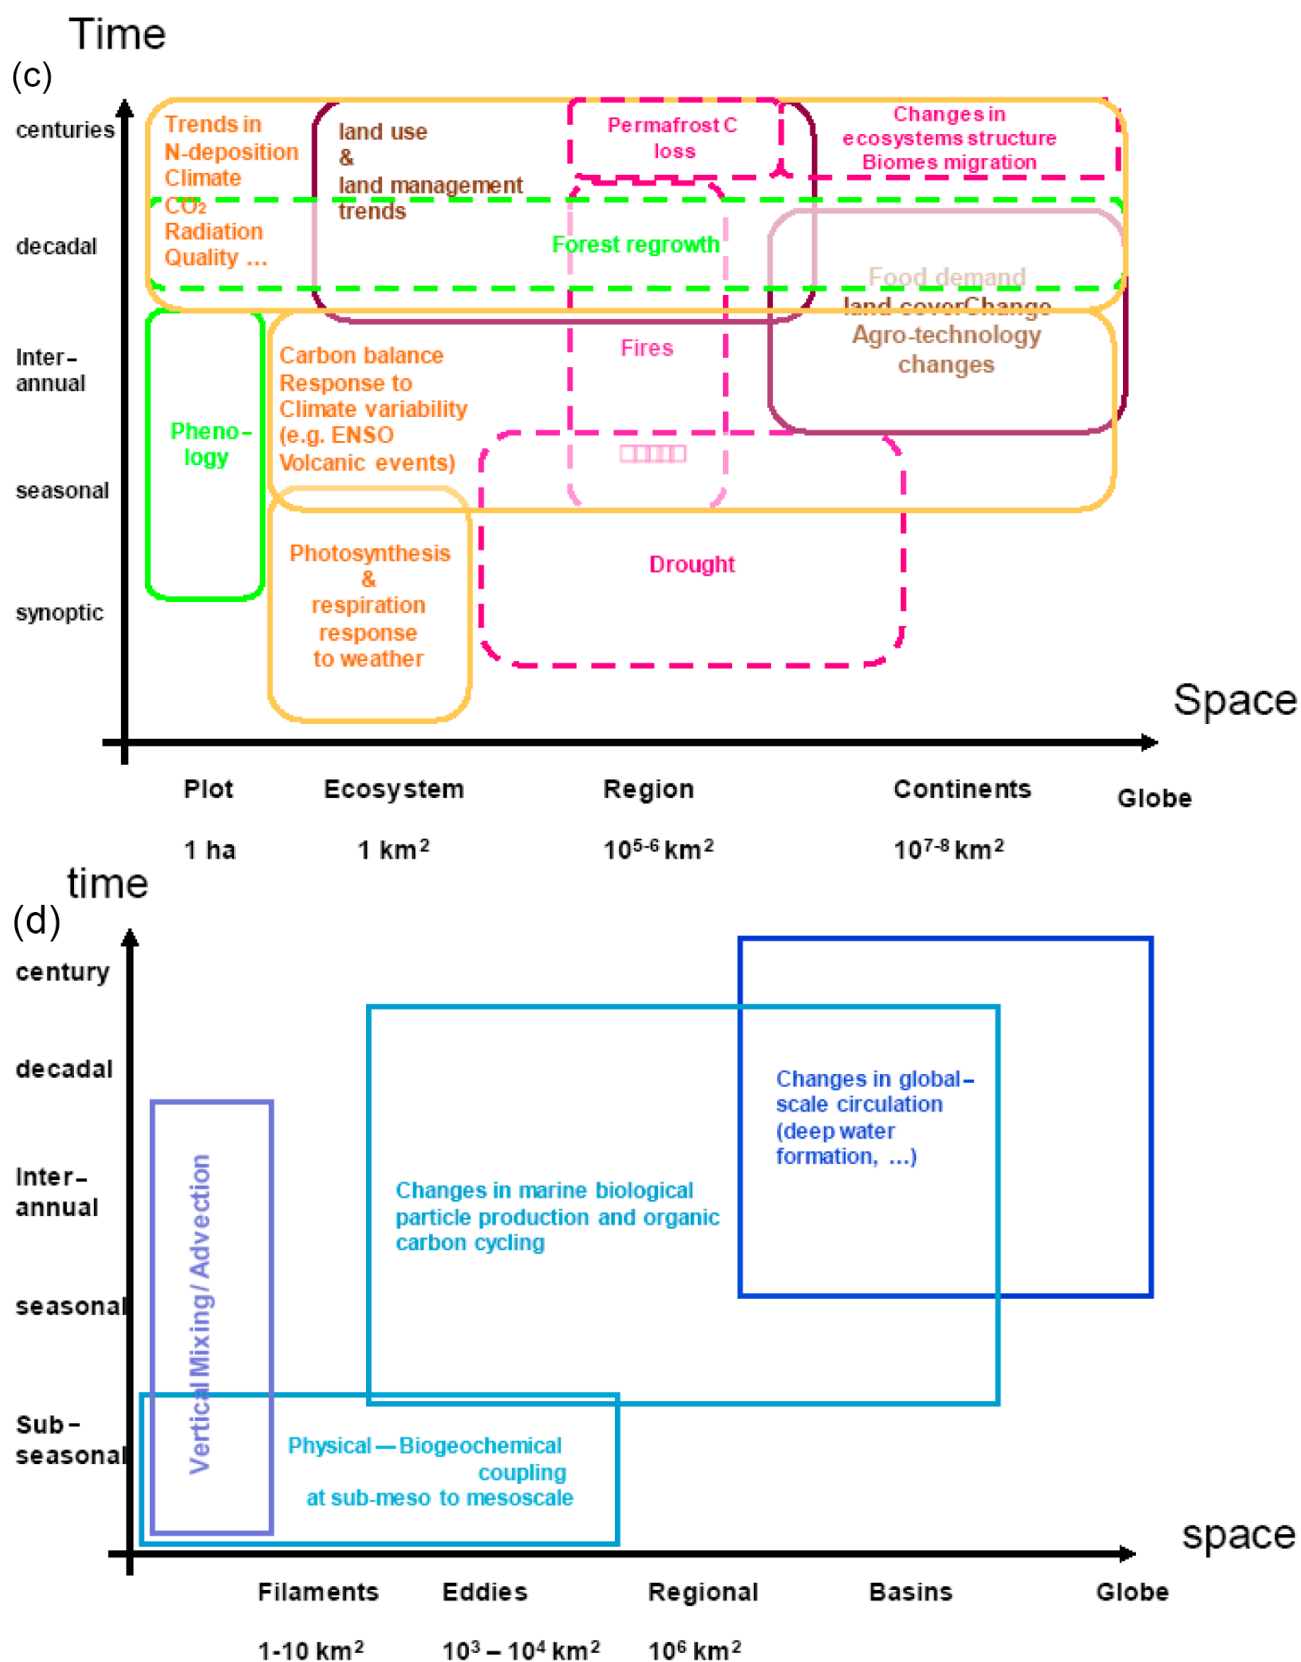 Time
(c)
centuries
decadal
Inter–
annual
seasonal
synoptic
Trends in
N-deposition
Climate
CO₂
Radiation
Quality ...
land use
&
land management
trends
Permafrost C
loss
Changes in
ecosystems structure
Biomes migration
Forest regrowth
Food demand
land coverChange
Agro-technology
changes
Fires
Carbon balance
Response to
Climate variability
(e.g. ENSO
Volcanic events)
Pheno–
logy
Photosynthesis
&
respiration
response
to weather
Drought
Space
Plot
Ecosystem
Region
Continents
Globe
1 ha
1 km²
10⁵⁻⁶ km²
10⁷⁻⁸ km²
time
(d)
century
decadal
Inter–
annual
seasonal
Sub–
seasonal
Vertical Mixing / Advection
Changes in global–
scale circulation
(deep water
formation, ...)
Changes in marine biological
particle production and organic
carbon cycling
Physical — Biogeochemical
coupling
at sub-meso to mesoscale
space
Filaments
Eddies
Regional
Basins
Globe
1-10 km²
10³ – 10⁴ km²
10⁶ km²